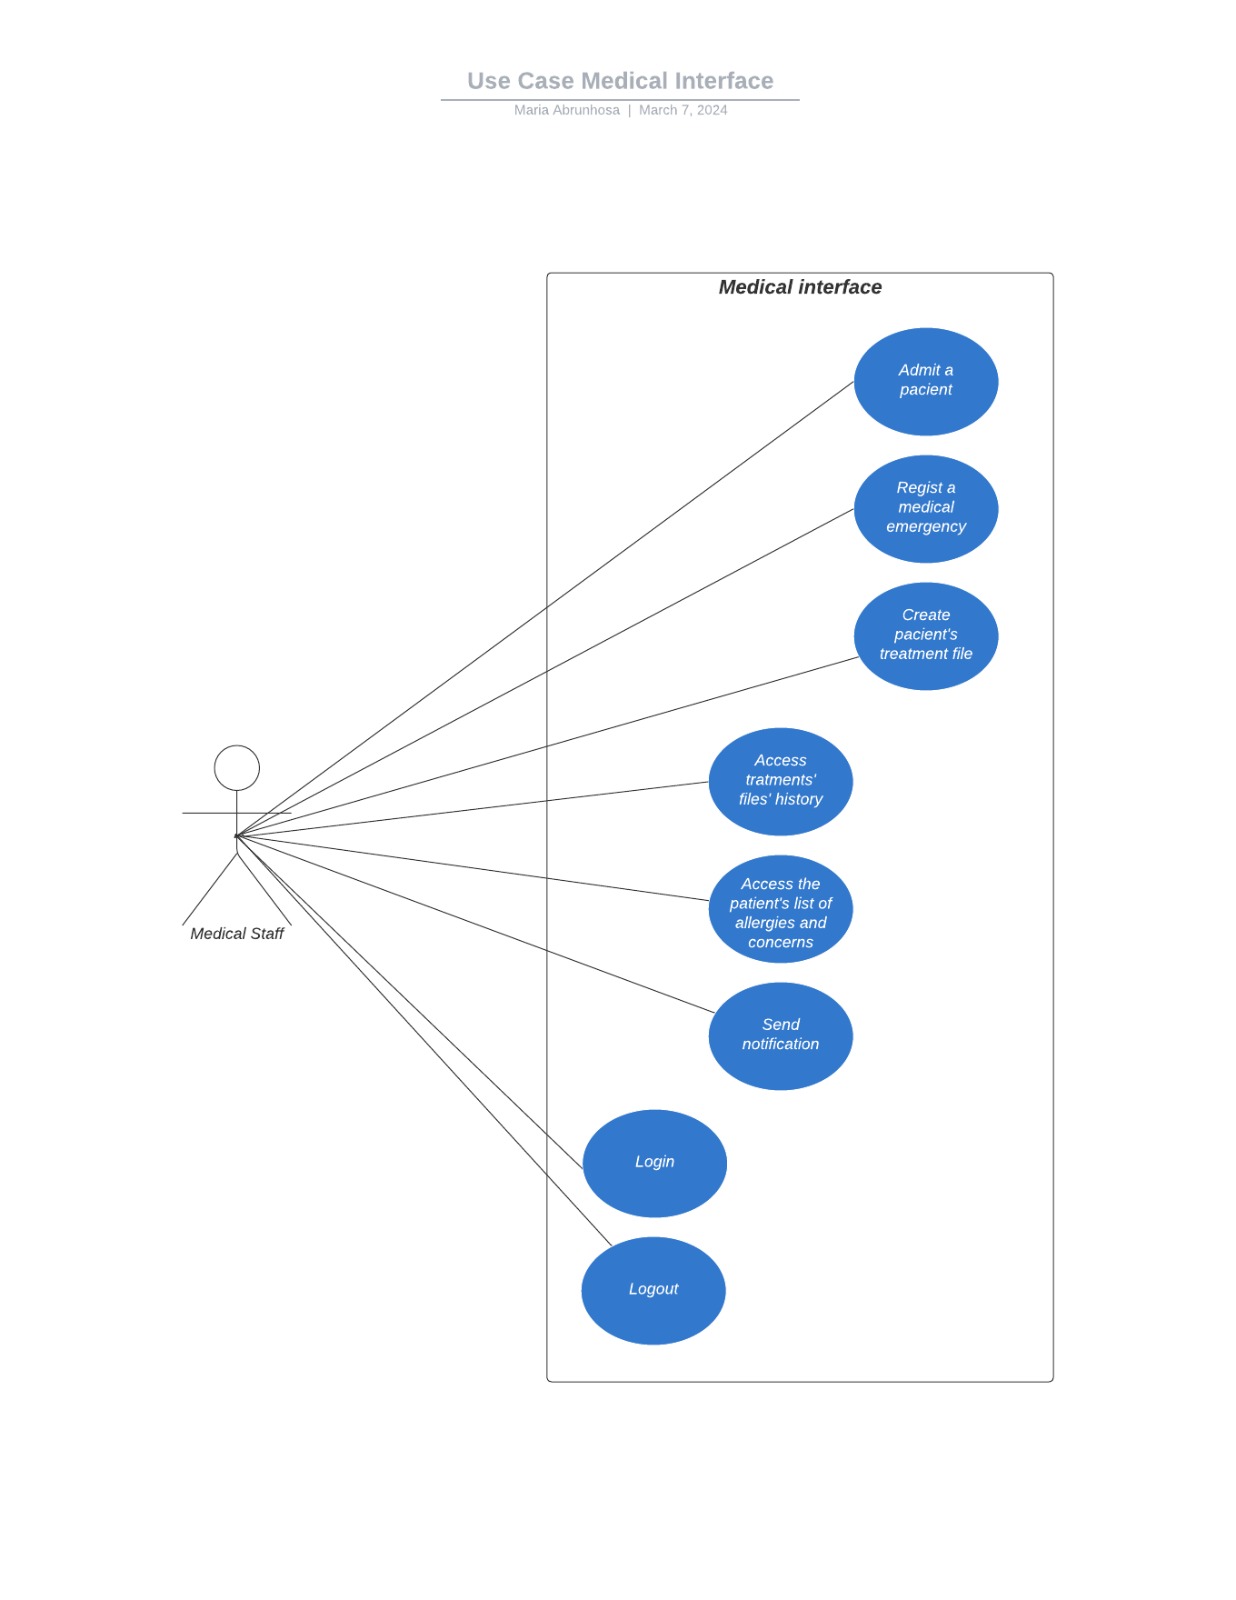 Use Case Medical Interface
Maria Abrunhosa | March 7, 2024
Medical interface
Admit a
pacient
Regist a
medical
emergency
Create
pacient's
treatment file
Access
tratments'
files' history
Access the
patient's list of
allergies and
concerns
Medical Staff
Send
notification
Login
Logout